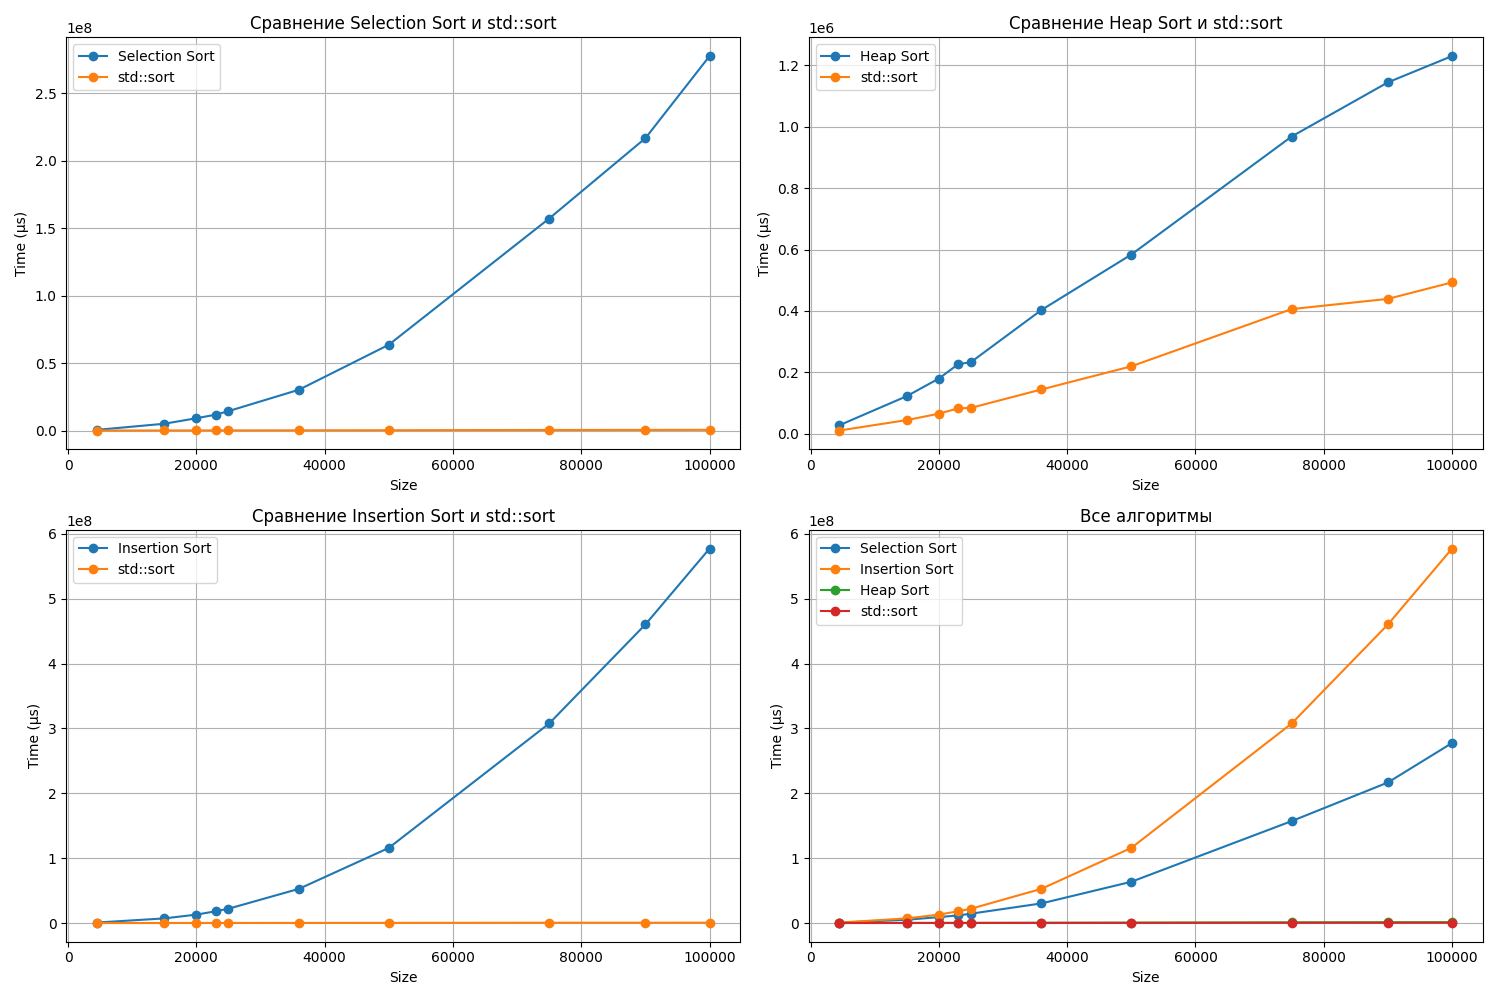 Сравнение Selection Sort и std::sort
1e8
Selection Sort
std::sort
2.5
2.0
1.5
1.0
0.5
0.0
Time (µs)
0 20000 40000 60000 80000 100000
Size
Сравнение Heap Sort и std::sort
1e6
Heap Sort
std::sort
1.2
1.0
0.8
0.6
0.4
0.2
0.0
Time (µs)
0 20000 40000 60000 80000 100000
Size
Сравнение Insertion Sort и std::sort
1e8
Insertion Sort
std::sort
6
5
4
3
2
1
0
Time (µs)
0 20000 40000 60000 80000 100000
Size
Все алгоритмы
1e8
Selection Sort
Insertion Sort
Heap Sort
std::sort
6
5
4
3
2
1
0
Time (µs)
0 20000 40000 60000 80000 100000
Size